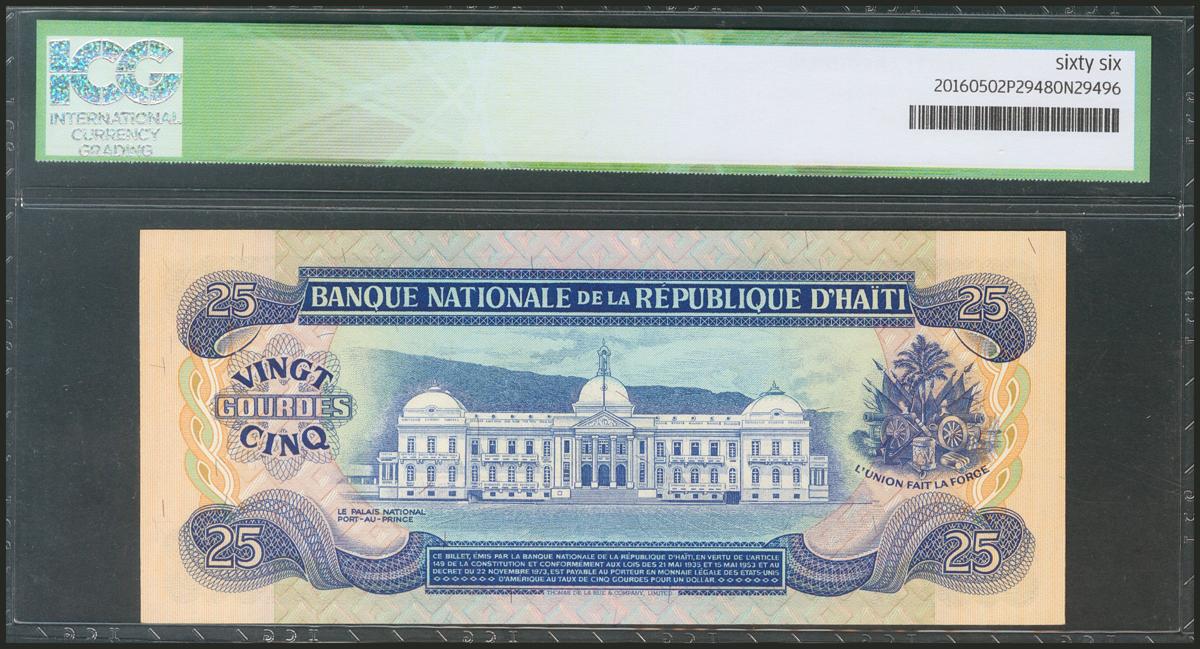 ICG
INTERNATIONAL
CURRENCY
GRADING
sixty six
20160502P29480N29496
25
BANQUE NATIONALE DE LA RÉPUBLIQUE D'HAÏTI
25
VINGT
GOURDES
CINQ
L'UNION FAIT LA FORCE
LE PALAIS NATIONAL
PORT-AU-PRINCE
25
CE BILLET, ÉMIS PAR LA BANQUE NATIONALE DE LA RÉPUBLIQUE D'HAÏTI, EN VERTU DE L'ARTICLE
149 DE LA CONSTITUTION ET CONFORMEMENT AUX LOIS DES 21 MAI 1935 ET 15 MAI 1953 ET AU
DECRET DU 22 NOVEMBRE 1973, EST PAYABLE AU PORTEUR EN MONNAIE LÉGALE DES ETATS-UNIS
D'AMÉRIQUE AU TAUX DE CINQ GOURDES POUR UN DOLLAR.
25
THOMAS DE LA RUE & COMPANY, LIMITED